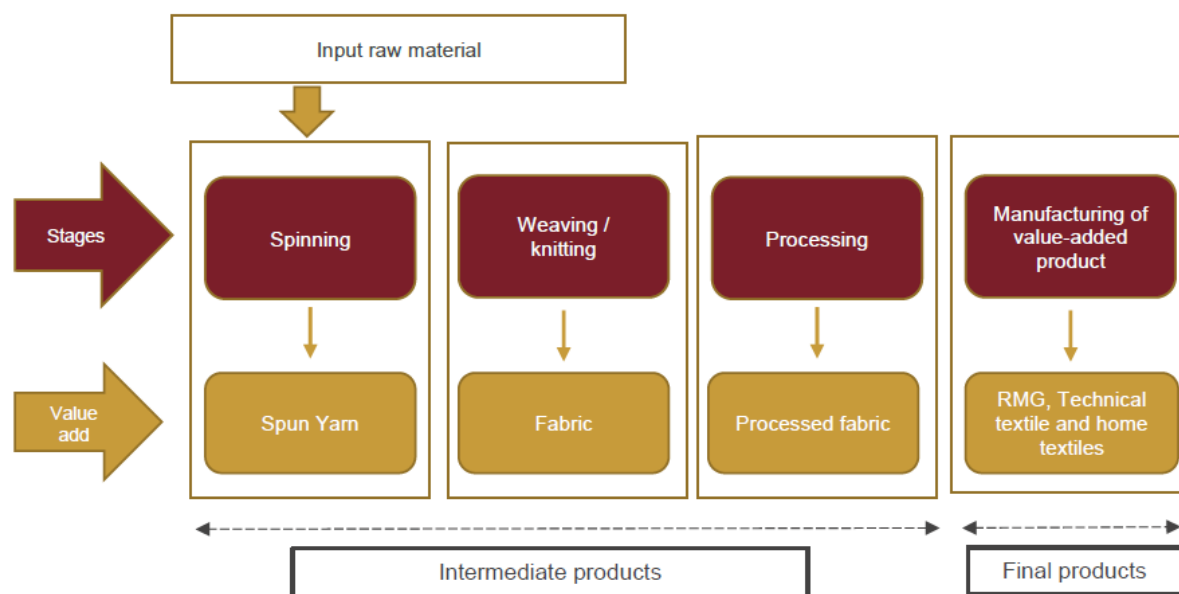 Input raw material
Stages
Spinning
Weaving /
knitting
Processing
Manufacturing of
value-added
product
Value
add
Spun Yarn
Fabric
Processed fabric
RMG, Technical
textile and home
textiles
Intermediate products
Final products